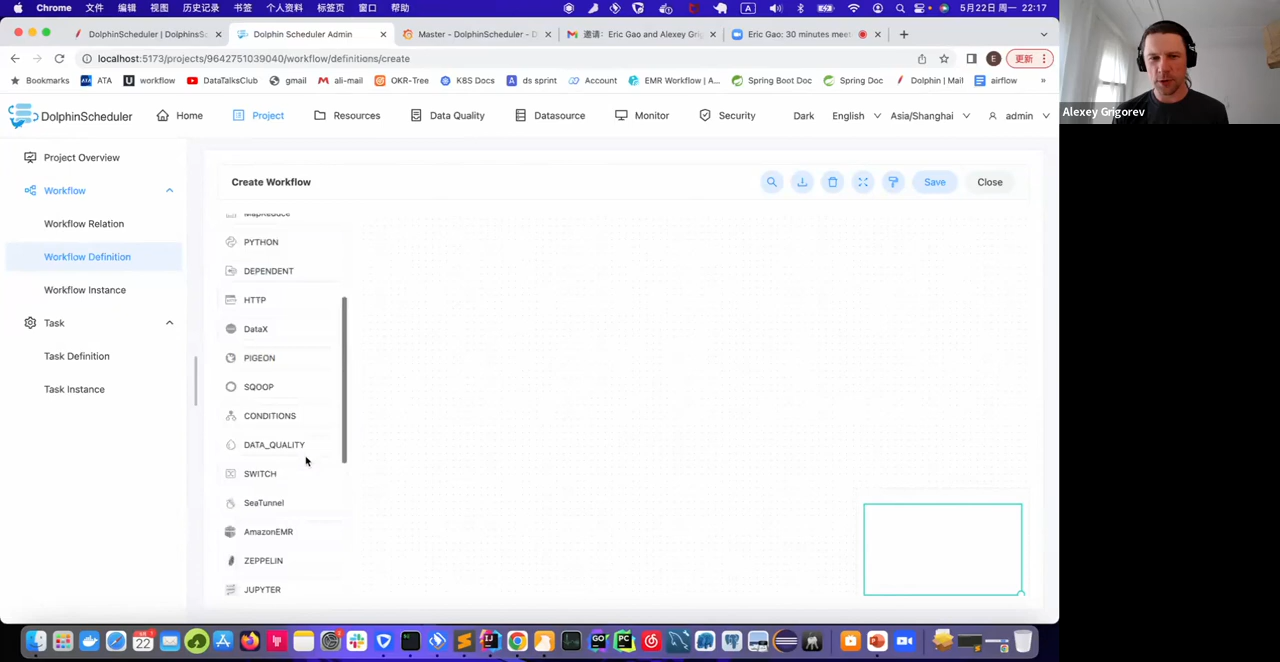 Chrome 文件 编辑 视图 历史记录 书签 个人资料 标签页 窗口 帮助 A 5月22日 周一 22:17
DolphinScheduler | DolphinsSc Dolphin Scheduler Admin Master - DolphinScheduler - D 邀请: Eric Gao and Alexey Grig Eric Gao: 30 minutes meet
localhost:5173/projects/9642751039040/workflow/definitions/create E 更新
Bookmarks ATA workflow DataTalksClub gmail ali-mail OKR-Tree K8S Docs ds sprint Account EMR Workflow | A... Spring Boot Doc Spring Doc Dolphin | Mail airflow »
DolphinScheduler Home Project Resources Data Quality Datasource Monitor Security Dark English Asia/Shanghai admin
Alexey Grigorev
Project Overview
Workflow
Workflow Relation
Workflow Definition
Workflow Instance
Task
Task Definition
Task Instance
Create Workflow Save Close
MapReduce
PYTHON
DEPENDENT
HTTP
DataX
PIGEON
SQOOP
CONDITIONS
DATA_QUALITY
SWITCH
SeaTunnel
AmazonEMR
ZEPPELIN
JUPYTER